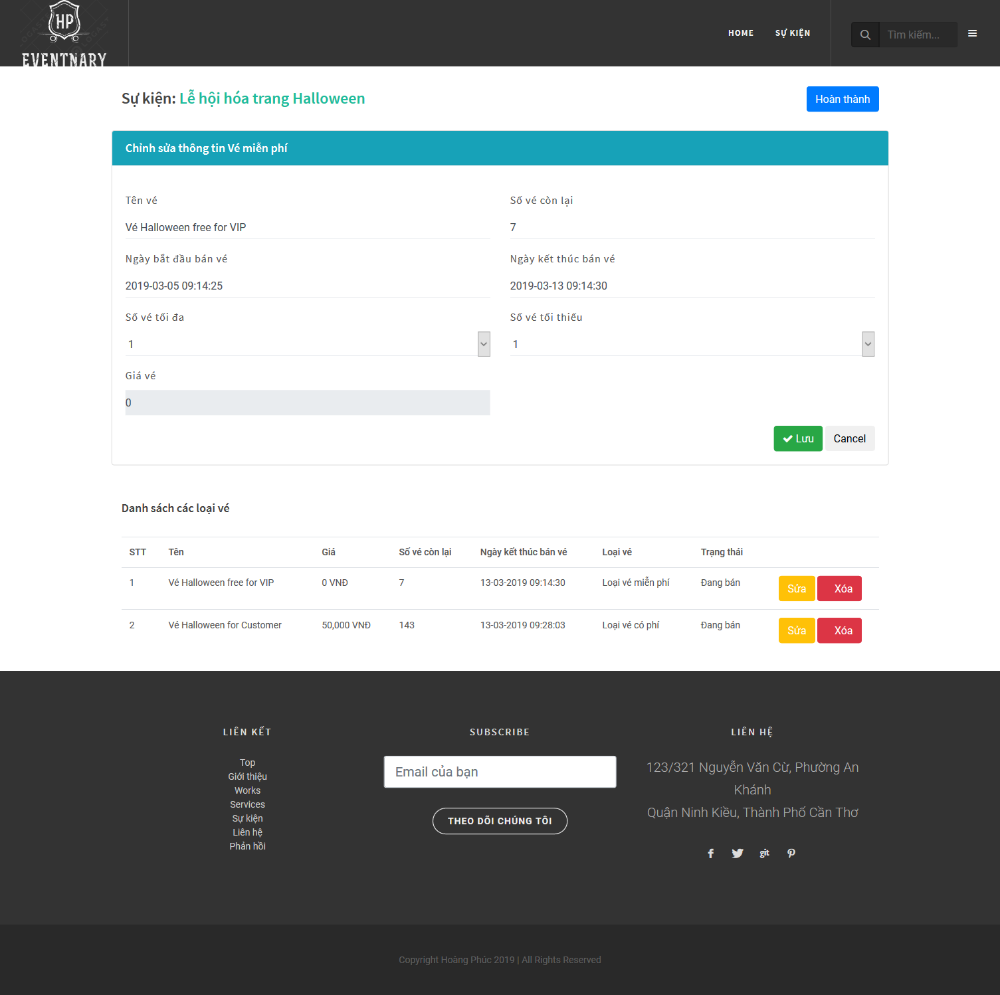 HP
EVENTNARY
HOME
SỰ KIỆN
Tìm kiếm...
Sự kiện: Lễ hội hóa trang Halloween
Hoàn thành
Chỉnh sửa thông tin Vé miễn phí
Tên vé
Số vé còn lại
Vé Halloween free for VIP
7
Ngày bắt đầu bán vé
Ngày kết thúc bán vé
2019-03-05 09:14:25
2019-03-13 09:14:30
Số vé tối đa
Số vé tối thiếu
1
1
Giá vé
0
Lưu
Cancel
Danh sách các loại vé
STT Tên Giá Số vé còn lại Ngày kết thúc bán vé Loại vé Trạng thái
1 Vé Halloween free for VIP 0 VNĐ 7 13-03-2019 09:14:30 Loại vé miễn phí Đang bán Sửa Xóa
2 Vé Halloween for Customer 50,000 VNĐ 143 13-03-2019 09:28:03 Loại vé có phí Đang bán Sửa Xóa
LIÊN KẾT
Top
Giới thiệu
Works
Services
Sự kiện
Liên hệ
Phản hồi
SUBSCRIBE
Email của bạn
THEO DÕI CHÚNG TÔI
LIÊN HỆ
123/321 Nguyễn Văn Cừ, Phường An
Khánh
Quận Ninh Kiều, Thành Phố Cần Thơ
git
Copyright Hoàng Phúc 2019 | All Rights Reserved